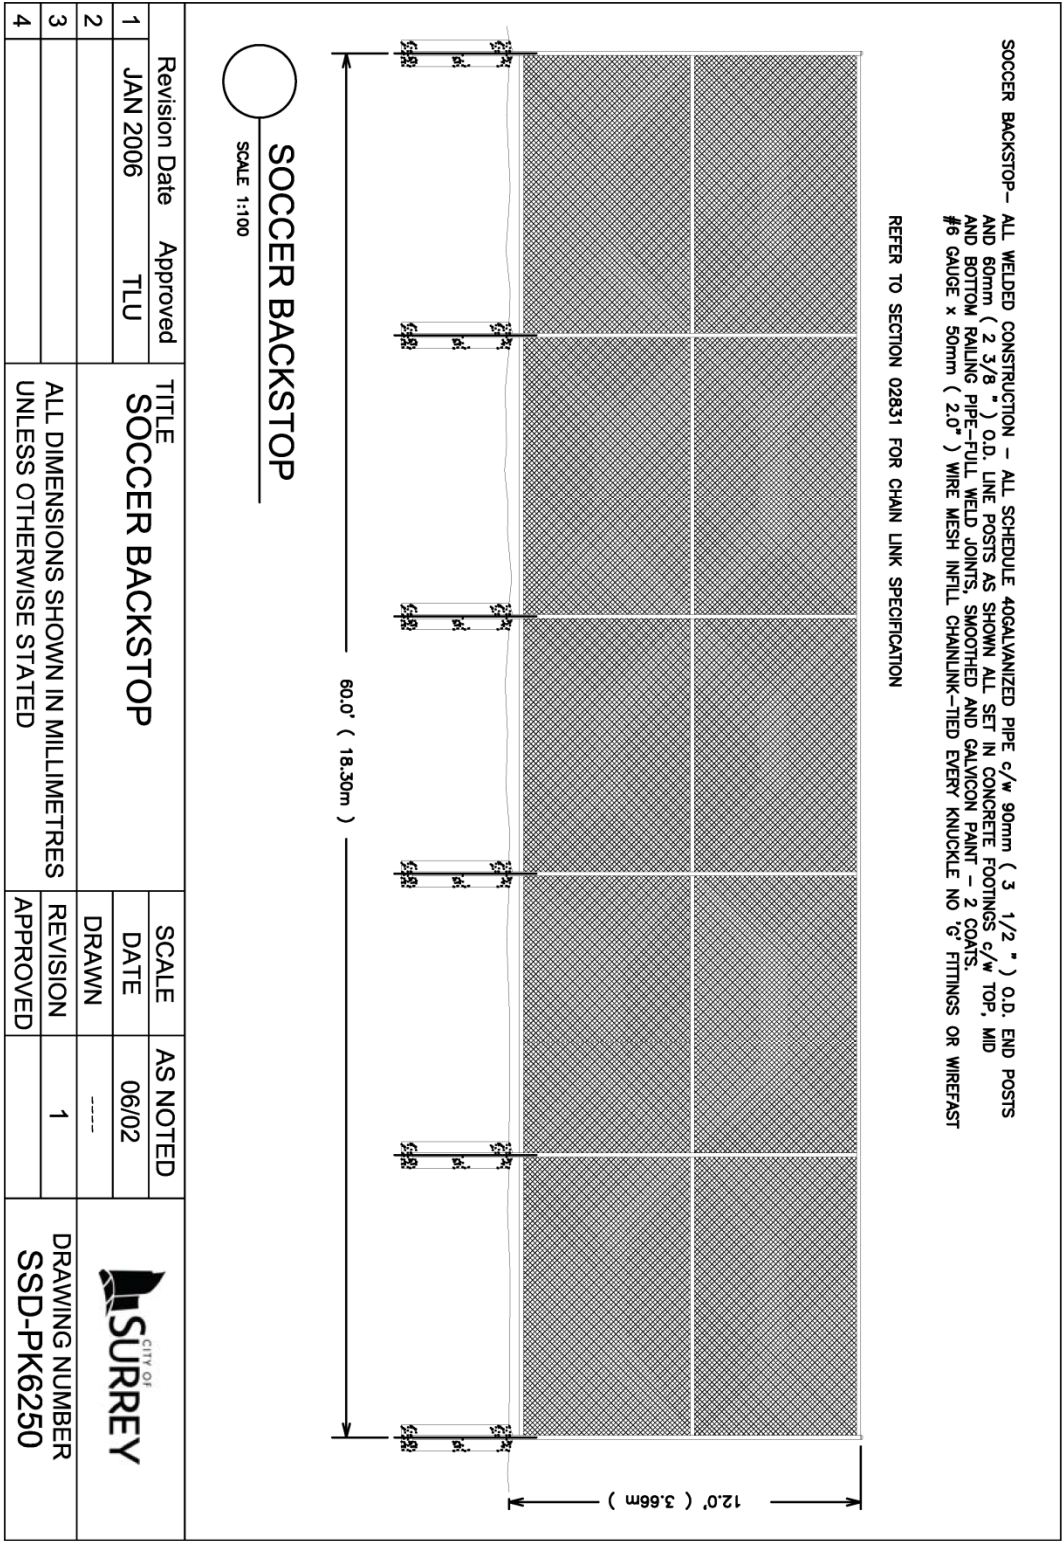 SOCCER BACKSTOP- ALL WELDED CONSTRUCTION - ALL SCHEDULE 40GALVANIZED PIPE c/w 90mm ( 3 1/2 " ) O.D. END POSTS
AND 60mm ( 2 3/8 " ) O.D. LINE POSTS AS SHOWN ALL SET IN CONCRETE FOOTINGS c/w TOP, MID
AND BOTTOM RAILING PIPE-FULL WELD JOINTS, SMOOTHED AND GALVICON PAINT - 2 COATS.
#6 GAUGE x 50mm ( 2.0" ) WIRE MESH INFILL CHAINLINK-TIED EVERY KNUCKLE NO 'G' FITTINGS OR WIREFAST
REFER TO SECTION 02831 FOR CHAIN LINK SPECIFICATION
12.0' ( 3.66m )
60.0' ( 18.30m )
SOCCER BACKSTOP
SCALE 1:100
Revision Date Approved
1 JAN 2006 TLU
2
3
4
TITLE
SOCCER BACKSTOP
ALL DIMENSIONS SHOWN IN MILLIMETRES
UNLESS OTHERWISE STATED
SCALE AS NOTED
DATE 06/02
DRAWN ----
REVISION 1
APPROVED
CITY OF
SURREY
DRAWING NUMBER
SSD-PK6250